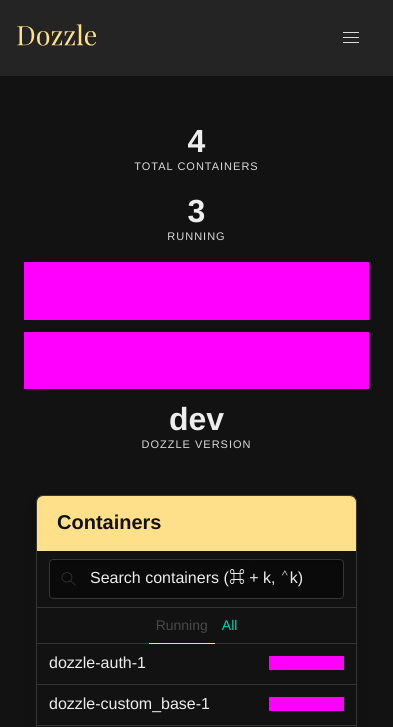 Dozzle
4
TOTAL CONTAINERS
3
RUNNING
dev
DOZZLE VERSION
Containers
Search containers (⌘ + k, ⌃k)
Running All
dozzle-auth-1
dozzle-custom_base-1